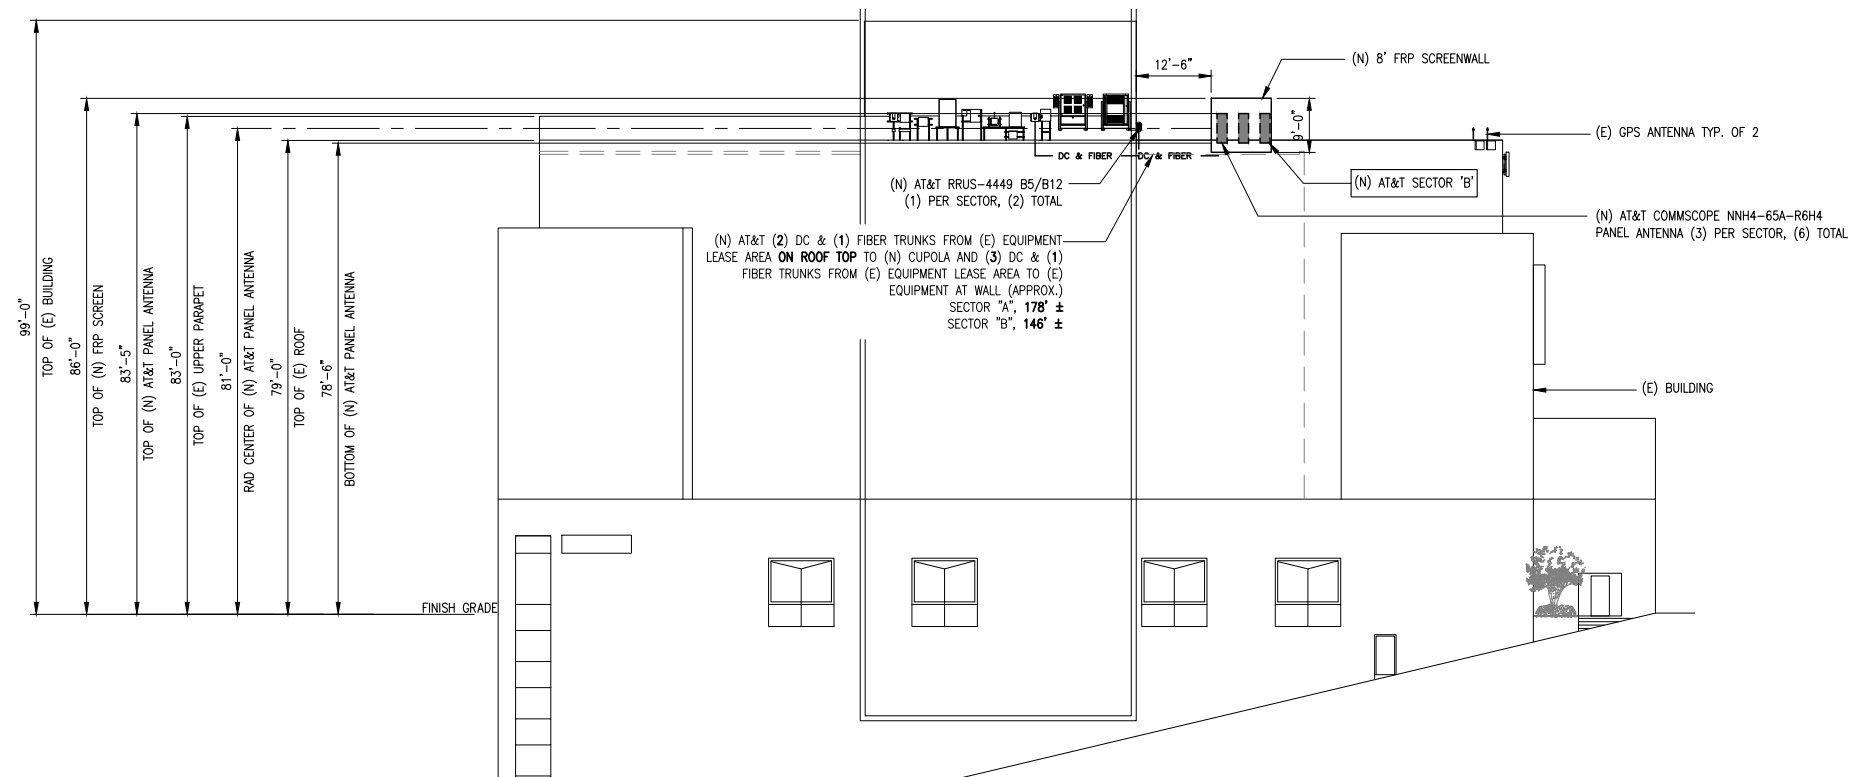 12'-6"
(N) 8' FRP SCREENWALL
9'-0"
(E) GPS ANTENNA TYP. OF 2
DC & FIBER
DC & FIBER
(N) AT&T RRUS-4449 B5/B12
(1) PER SECTOR, (2) TOTAL
(N) AT&T SECTOR 'B'
(N) AT&T COMMSCOPE NNH4-65A-R6H4
PANEL ANTENNA (3) PER SECTOR, (6) TOTAL
(N) AT&T (2) DC & (1) FIBER TRUNKS FROM (E) EQUIPMENT
LEASE AREA ON ROOF TOP TO (N) CUPOLA AND (3) DC & (1)
FIBER TRUNKS FROM (E) EQUIPMENT LEASE AREA TO (E)
EQUIPMENT AT WALL (APPROX.)
SECTOR "A", 178' ±
SECTOR "B", 146' ±
99'-0"
TOP OF (E) BUILDING
86'-0"
TOP OF (N) FRP SCREEN
83'-5"
TOP OF (N) AT&T PANEL ANTENNA
83'-0"
TOP OF (E) UPPER PARAPET
81'-0"
RAD CENTER OF (N) AT&T PANEL ANTENNA
79'-0"
TOP OF (E) ROOF
78'-6"
BOTTOM OF (N) AT&T PANEL ANTENNA
(E) BUILDING
FINISH GRADE